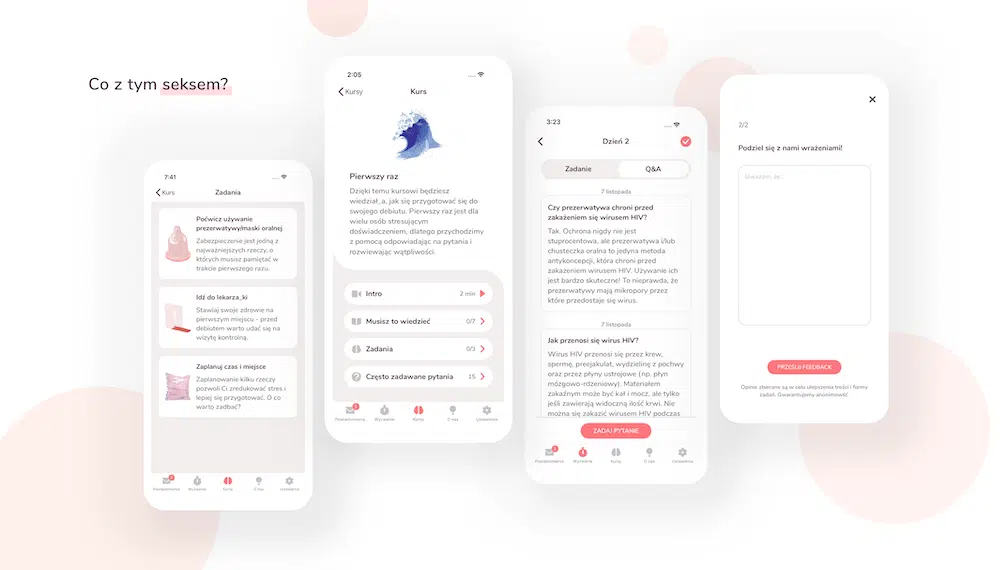 Co z tym seksem?
7:41
Kurs
Zadania
Poćwicz używanie
prezerwatywy/maski oralnej
Zabezpieczenie jest jedną z
najważniejszych rzeczy, o
których musisz pamiętać w
trakcie pierwszego razu.
Idź do lekarza_ki
Stawiaj swoje zdrowie na
pierwszym miejscu - przed
debiutem warto udać się na
wizytę kontrolną.
Zaplanuj czas i miejsce
Zaplanowanie kilku rzeczy
pozwoli Ci zredukować stres i
lepiej się przygotować. O co
warto zadbać?
Powiadomienia
Wyzwanie
Kursy
O nas
Ustawienia
2:05
Kursy
Kurs
Pierwszy raz
Dzięki temu kursowi będziesz
wiedział_a, jak się przygotować się do
swojego debiutu. Pierwszy raz jest dla
wielu osób stresującym
doświadczeniem, dlatego przychodzimy
z pomocą odpowiadając na pytania i
rozwiewając wątpliwości.
Intro 2 min
Musisz to wiedzieć 0/7
Zadania 0/3
Często zadawane pytania 15
Powiadomienia
Wyzwanie
Kursy
O nas
Ustawienia
3:23
Dzień 2
Zadanie
Q&A
7 listopada
Czy prezerwatywa chroni przed
zakażeniem się wirusem HIV?
Tak. Ochrona nigdy nie jest
stuprocentowa, ale prezerwatywa i/lub
chusteczka oralna to jedyna metoda
antykoncepcji, która chroni przed
zakażeniem wirusem HIV. Używanie ich
jest bardzo skuteczne! To nieprawda, że
prezerwatywy mają mikropory przez
które przedostaje się wirus.
7 listopada
Jak przenosi się wirus HIV?
Wirus HIV przenosi się przez krew,
spermę, preejakulat, wydzielinę z pochwy
oraz przez płyny ustrojowe (np. płyn
mózgowo-rdzeniowy). Materiałem
zakaźnym może być kał i mocz, ale tylko
jeśli zawierają widoczną ilość krwi. Nie
można się zakazić wirusem HIV podczas
ZADAJ PYTANIE
Powiadomienia
Wyzwanie
Kursy
O nas
Ustawienia
2/2
Podziel się z nami wrażeniami!
Uważam, że...
PRZEŚLIJ FEEDBACK
Opinie zbierane są w celu ulepszenia treści i formy
zadań. Gwarantujemy anonimowość